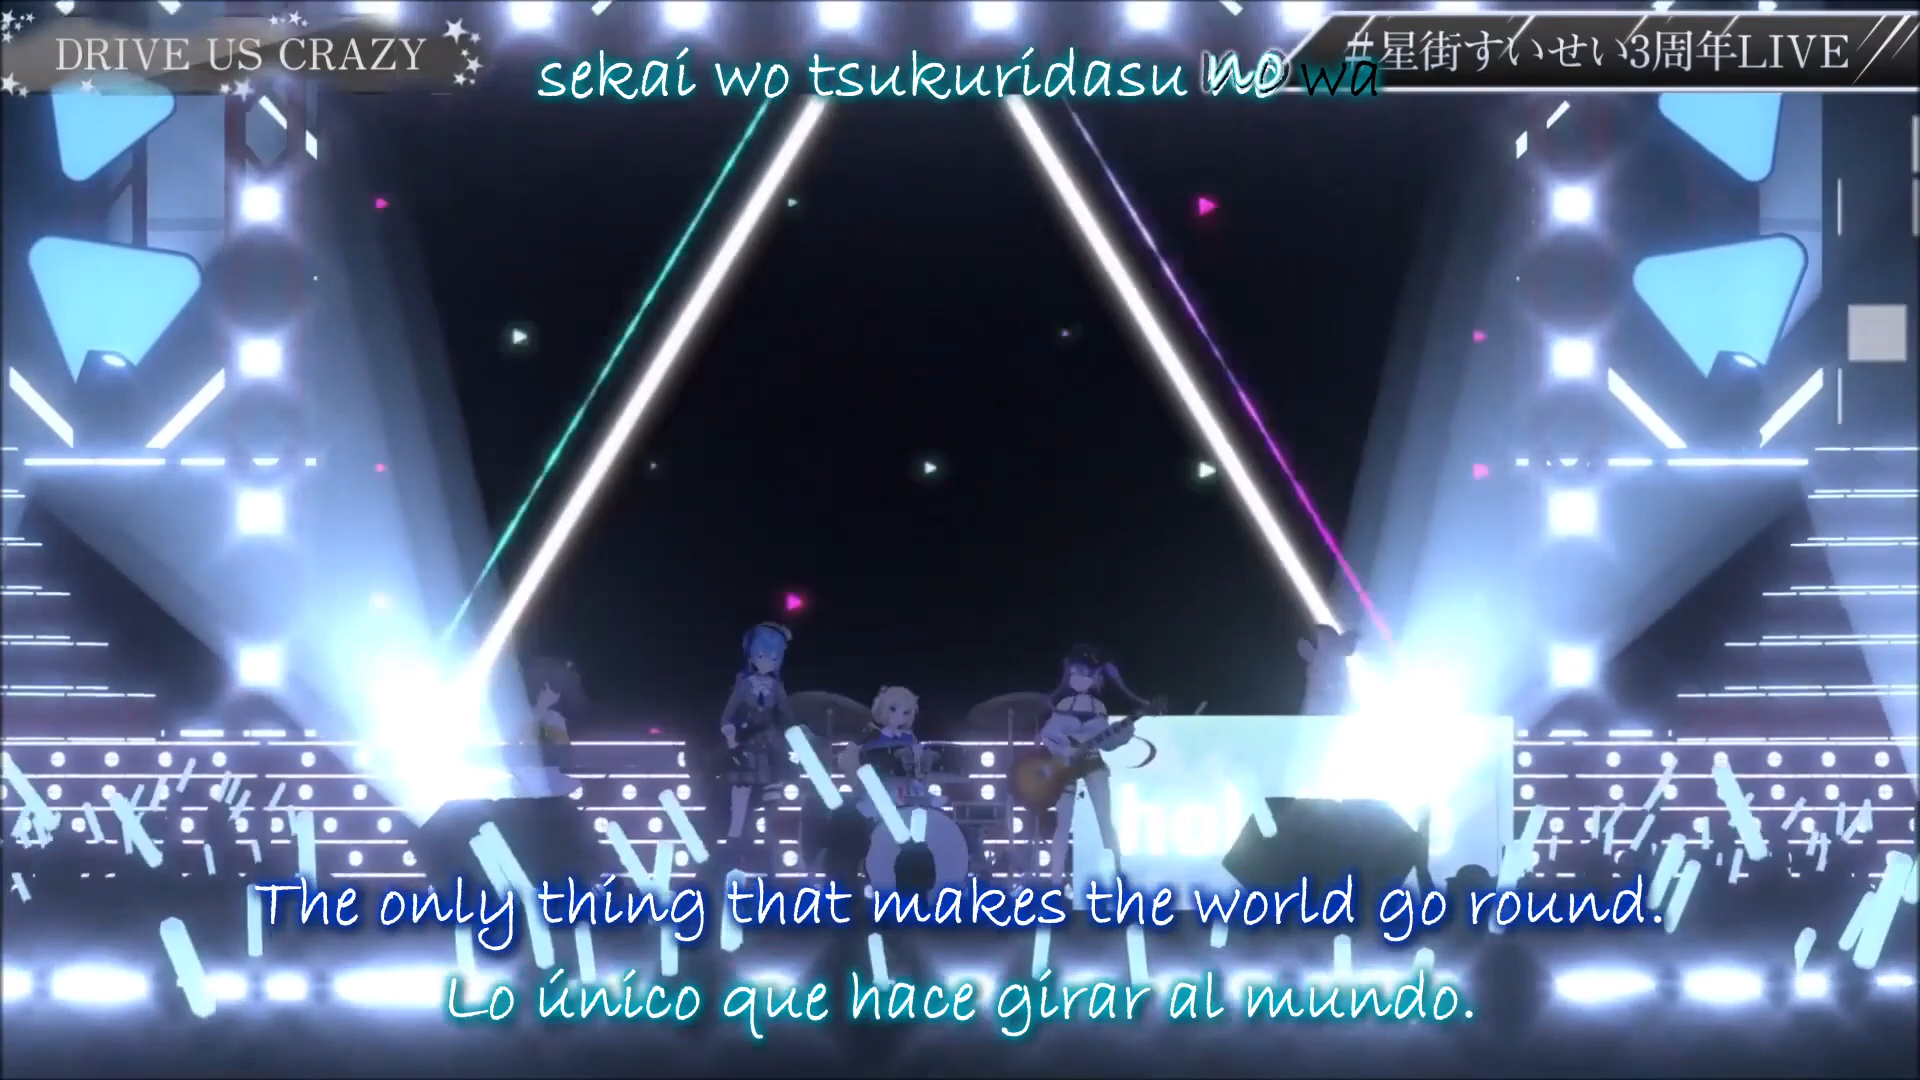 DRIVE US CRAZY
#星街すいせい3周年LIVE
sekai wo tsukuridasu no wa
The only thing that makes the world go round.
Lo único que hace girar al mundo.